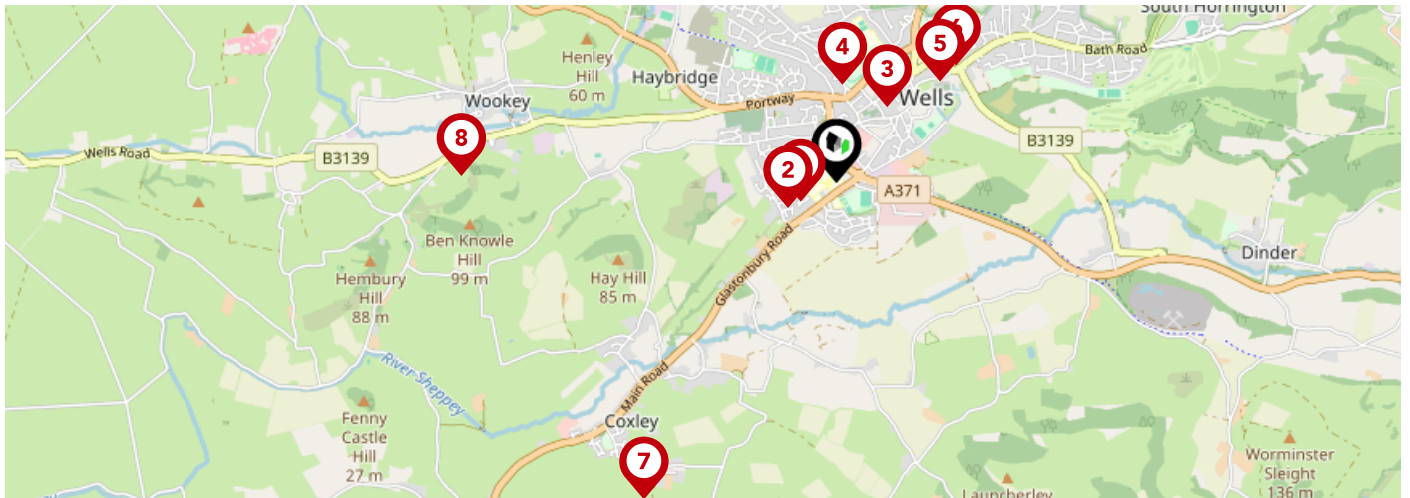 South Horrington
6
4
5
Bath Road
Henley
Hill
60 m
Haybridge
3
Wells
Wookey
Portway
8
Wells Road
B3139
B3139
2
A371
Ben Knowle
Hill
99 m
Dinder
Hay Hill
85 m
Hembury
Hill
88 m
Glastonbury Road
River Sheppey
Main Road
Fenny
Castle
Hill
27 m
Coxley
7
Worminster
Sleight
136 m
Launcherley